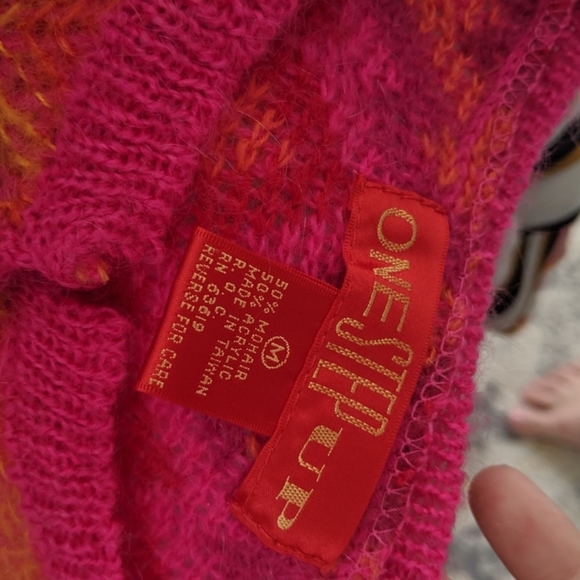 ONE
STEP
UP
M
50% MOHAIR
50% ACRYLIC
MADE IN TAIWAN
R. O. C.
RN 63619
REVERSE FOR CARE